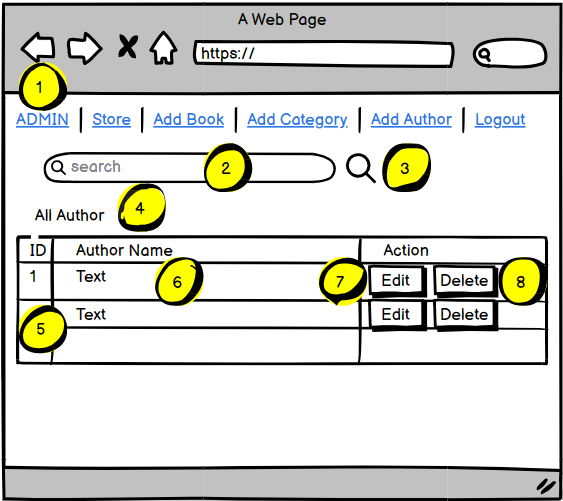 A Web Page
https://
1
ADMIN | Store | Add Book | Add Category | Add Author | Logout
search 2 3
All Author 4
ID Author Name Action
1 Text 6 7 Edit Delete 8
5 Text Edit Delete